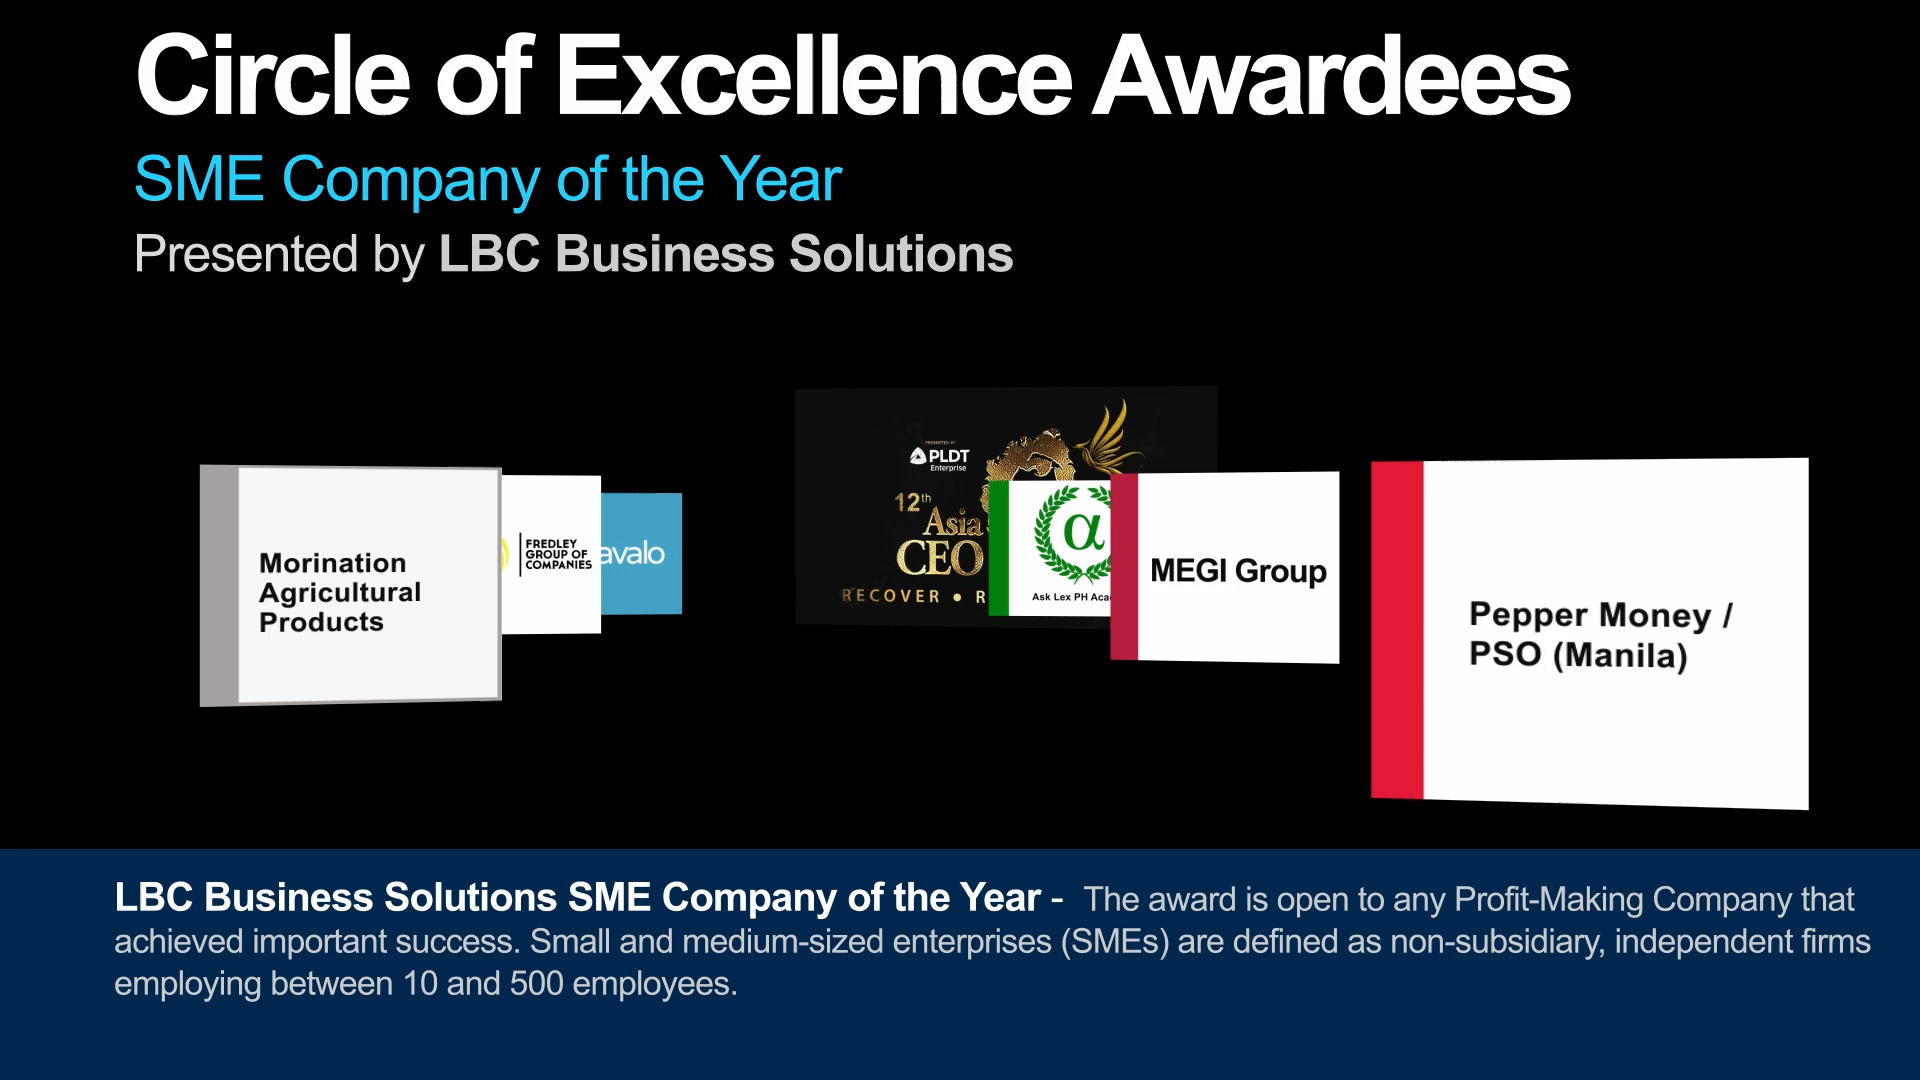 Circle of Excellence Awardees
SME Company of the Year
Presented by LBC Business Solutions
Morination
Agricultural
Products
FREDLEY
GROUP OF
COMPANIES
avalo
PRESENTED BY
PLDT
Enterprise
12th
Asia
CEO
RECOVER ● R
α
Ask Lex PH Aca
MEGI Group
Pepper Money /
PSO (Manila)
LBC Business Solutions SME Company of the Year - The award is open to any Profit-Making Company that
achieved important success. Small and medium-sized enterprises (SMEs) are defined as non-subsidiary, independent firms
employing between 10 and 500 employees.